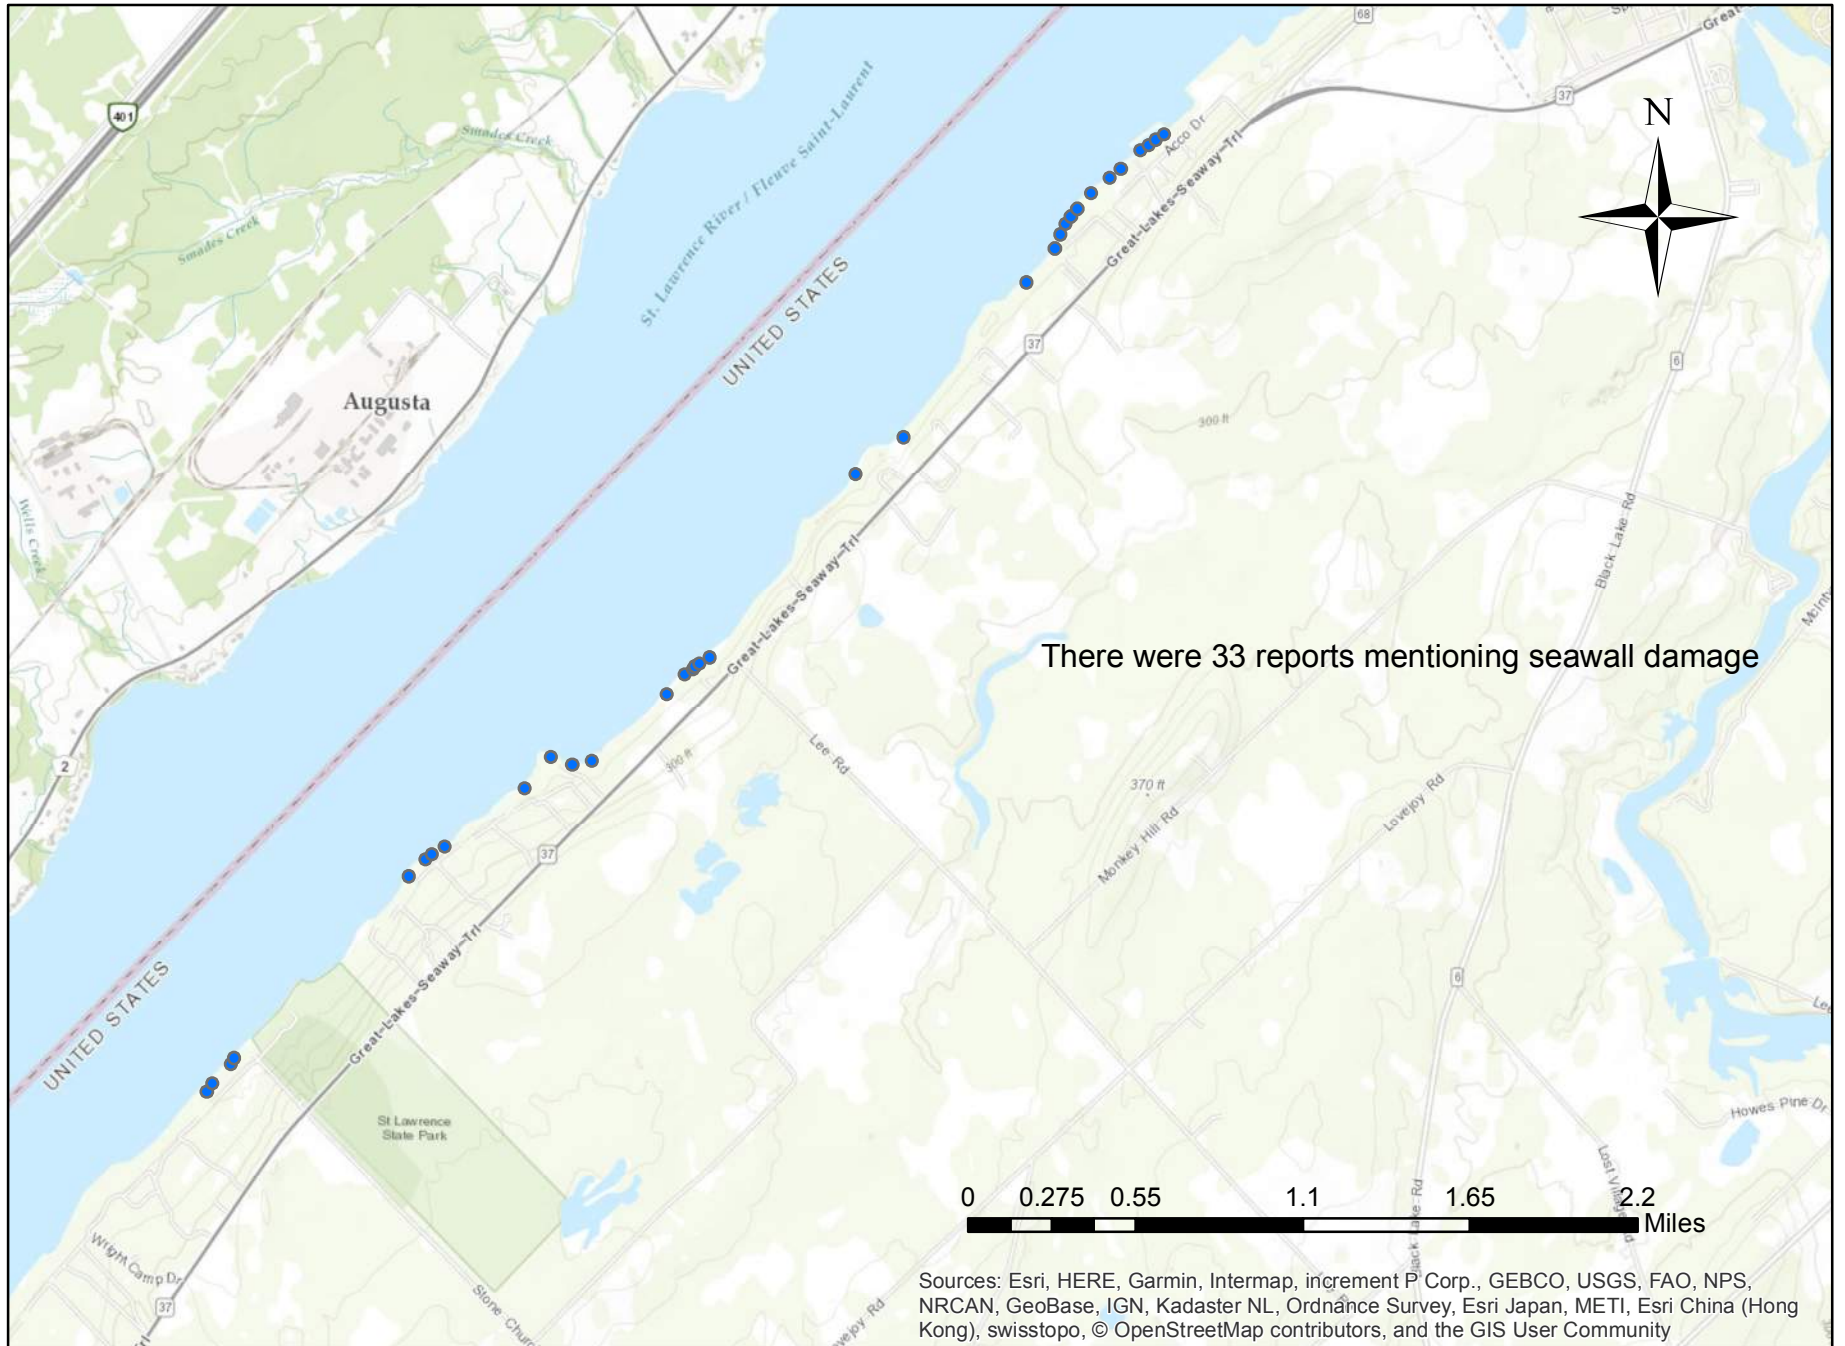 68
37
401
N
Smades Creek
Acco Dr
Great-Lakes-Seaway-Trl
St. Lawrence River / Fleuve Saint-Laurent
Smades Creek
UNITED STATES
37
6
Augusta
300 ft
Wells Creek
Black Lake Rd
Great-Lakes-Seaway-Trl
There were 33 reports mentioning seawall damage
Lee Rd
300 ft
2
370 ft
Lovejoy Rd
Monkey Hill Rd
37
Great-Lakes-Seaway-Trl
6
UNITED STATES
St Lawrence
State Park
Howes Pine Dr
0 0.275 0.55 1.1 1.65 2.2
Miles
Black Lake Rd
Wright Camp Dr
37
Sources: Esri, HERE, Garmin, Intermap, increment P Corp., GEBCO, USGS, FAO, NPS,
NRCAN, GeoBase, IGN, Kadaster NL, Ordnance Survey, Esri Japan, METI, Esri China (Hong
Kong), swisstopo, © OpenStreetMap contributors, and the GIS User Community